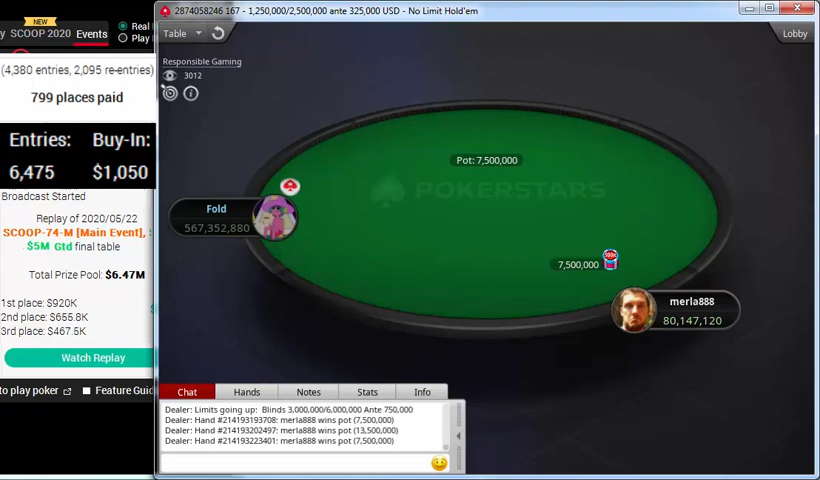 2874058246 167 - 1,250,000/2,500,000 ante 325,000 USD - No Limit Hold'em
NEW
y SCOOP 2020 Events
Real
Play
Table
Lobby
(4,380 entries, 2,095 re-entries)
799 places paid
Entries: Buy-In:
6,475 $1,050
Broadcast Started
Replay of 2020/05/22
SCOOP-74-M [Main Event],
$5M Gtd final table
Total Prize Pool: $6.47M
1st place: $920K
2nd place: $655.8K
3rd place: $467.5K
Watch Replay
to play poker Feature Guid
Responsible Gaming
3012
Pot: 7,500,000
POKERSTARS
Fold
567,352,880
7,500,000
500K
merla888
80,147,120
Chat Hands Notes Stats Info
Dealer: Limits going up: Blinds 3,000,000/6,000,000 Ante 750,000
Dealer: Hand #214193193708: merla888 wins pot (7,500,000)
Dealer: Hand #214193202497: merla888 wins pot (13,500,000)
Dealer: Hand #214193223401: merla888 wins pot (7,500,000)